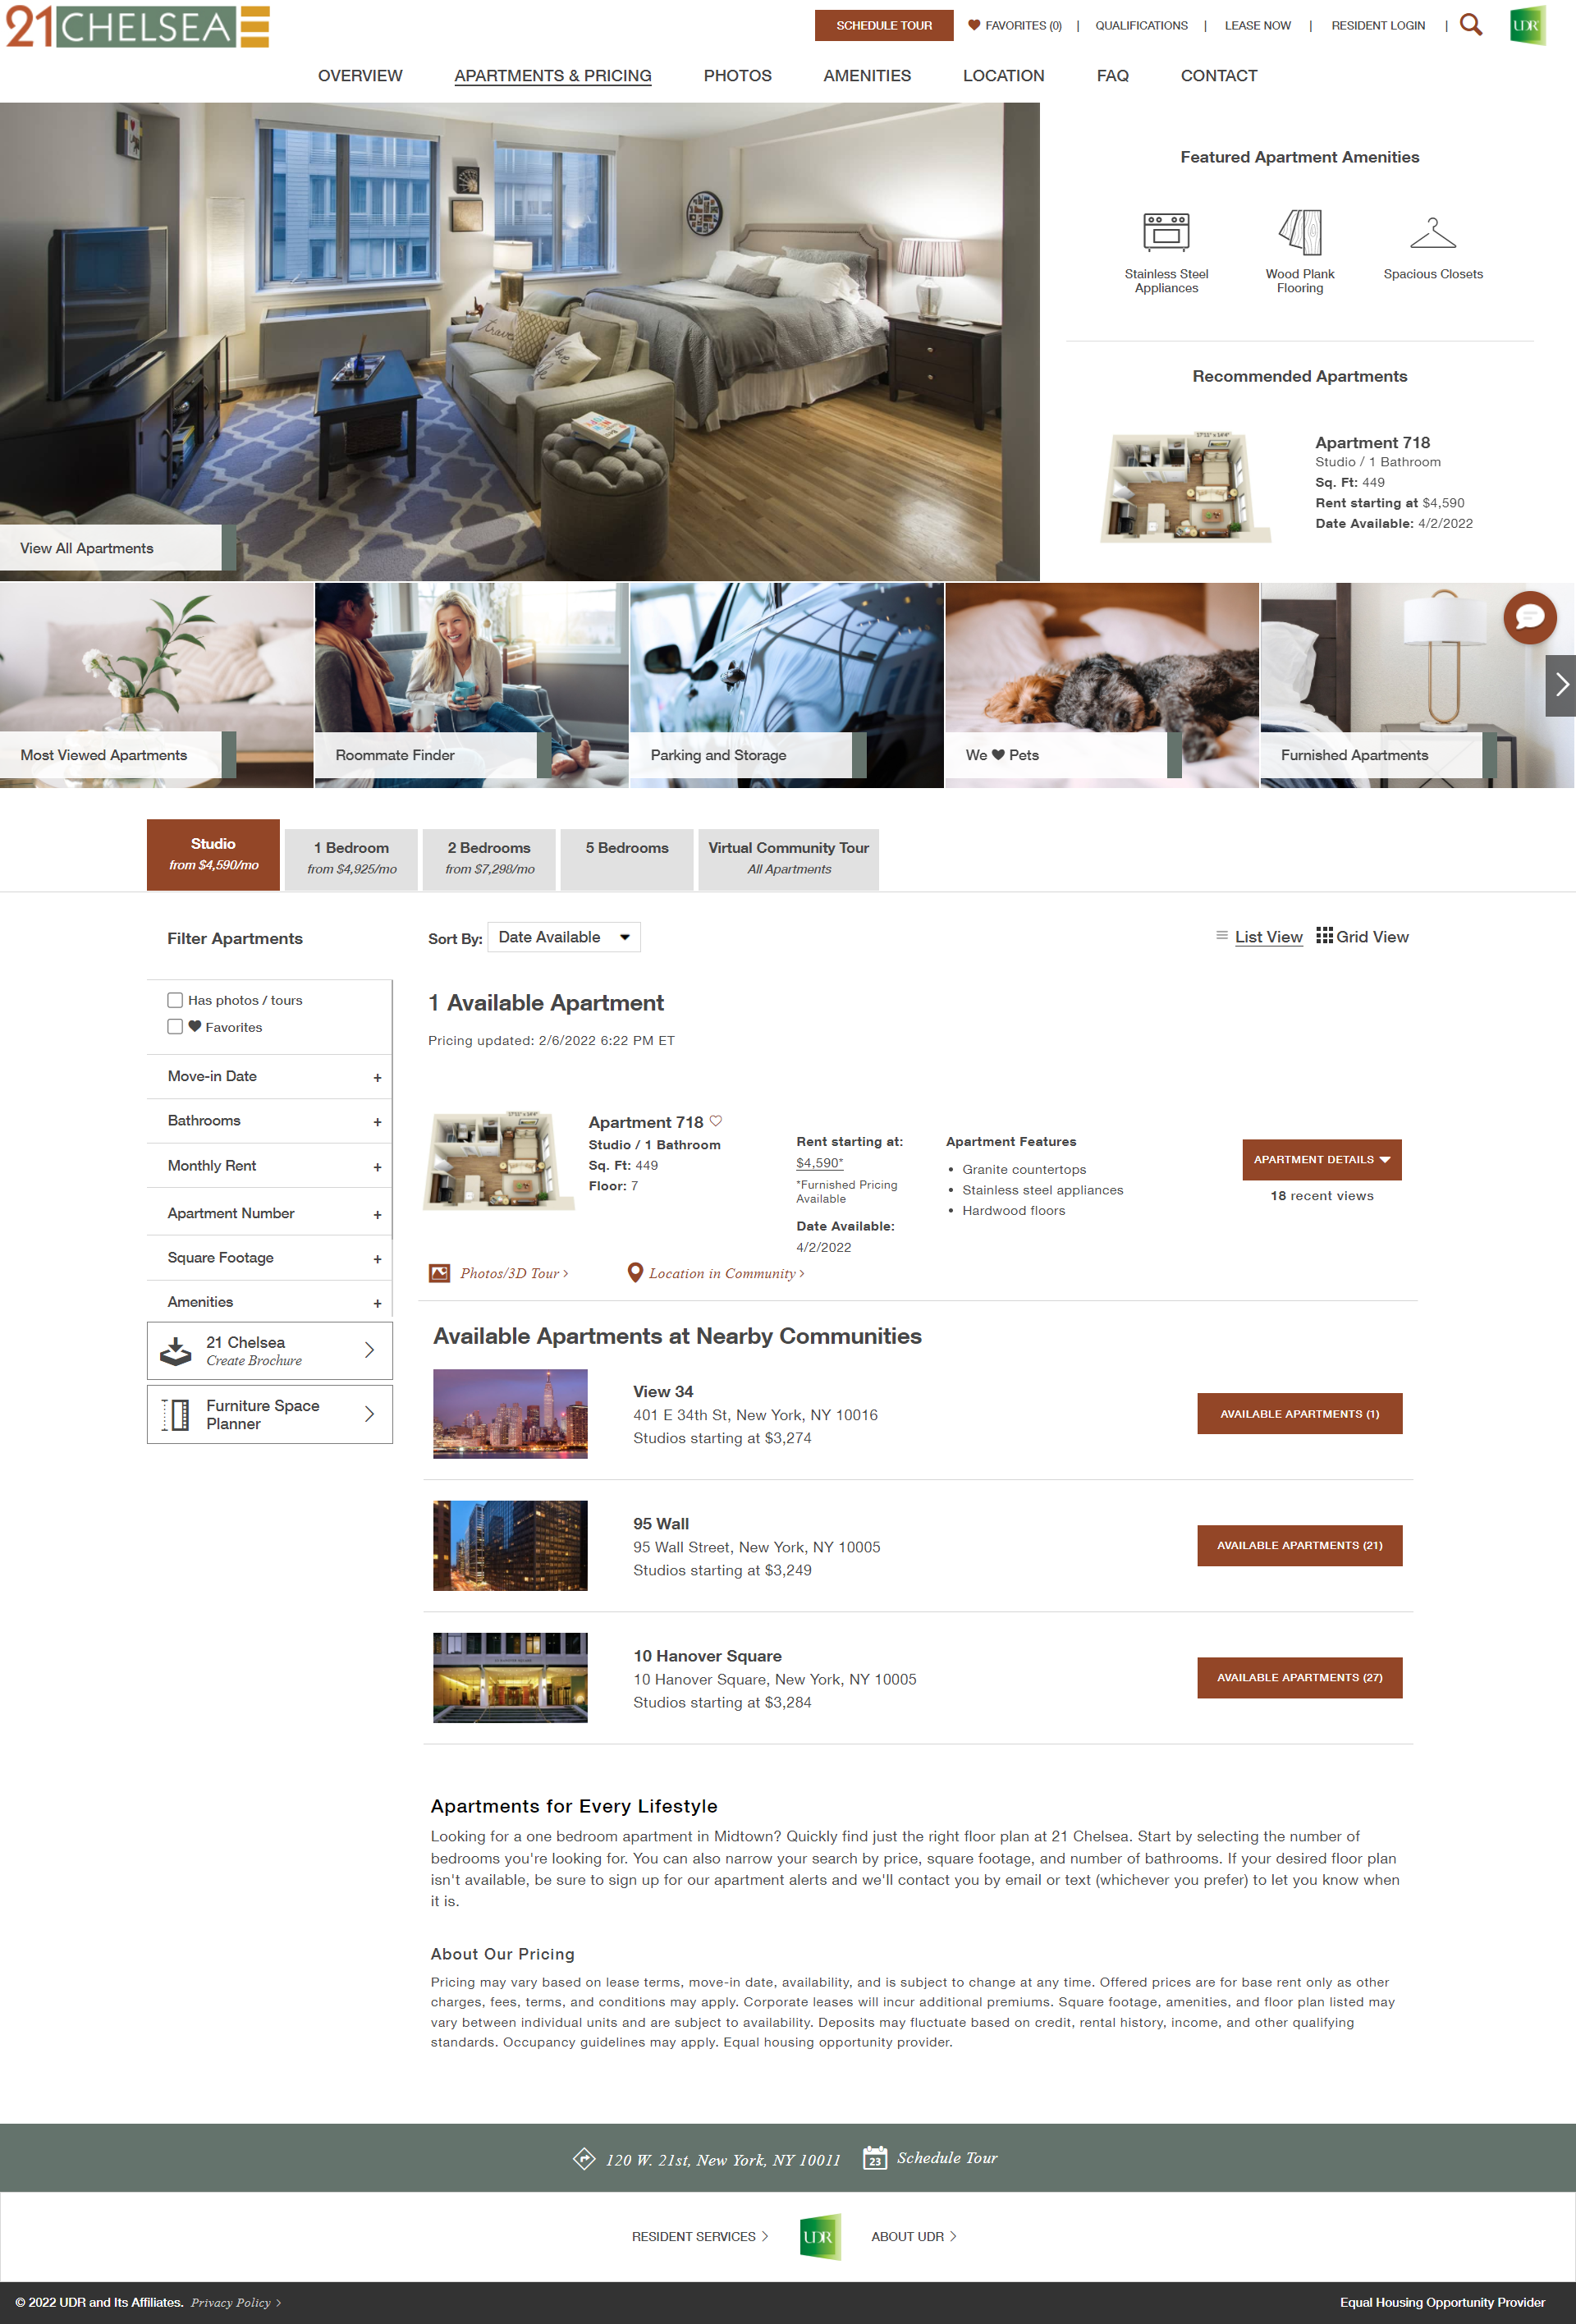 21CHELSEA
SCHEDULE TOUR
FAVORITES (0) | QUALIFICATIONS | LEASE NOW | RESIDENT LOGIN |
UDR
OVERVIEW APARTMENTS & PRICING PHOTOS AMENITIES LOCATION FAQ CONTACT
travel
love
View All Apartments
Featured Apartment Amenities
Stainless Steel
Appliances
Wood Plank
Flooring
Spacious Closets
Recommended Apartments
17'11" x 14'4"
Apartment 718
Studio / 1 Bathroom
Sq. Ft: 449
Rent starting at $4,590
Date Available: 4/2/2022
Most Viewed Apartments
Roommate Finder
Parking and Storage
We ♥ Pets
Furnished Apartments
Studio
from $4,590/mo
1 Bedroom
from $4,925/mo
2 Bedrooms
from $7,298/mo
5 Bedrooms
Virtual Community Tour
All Apartments
Filter Apartments
Has photos / tours
♥ Favorites
Move-in Date +
Bathrooms +
Monthly Rent +
Apartment Number +
Square Footage +
Amenities +
21 Chelsea
Create Brochure
Furniture Space
Planner
Sort By: Date Available
List View Grid View
1 Available Apartment
Pricing updated: 2/6/2022 6:22 PM ET
17'11" x 14'4"
Apartment 718 ♡
Studio / 1 Bathroom
Sq. Ft: 449
Floor: 7
Rent starting at:
$4,590*
*Furnished Pricing
Available
Date Available:
4/2/2022
Apartment Features
• Granite countertops
• Stainless steel appliances
• Hardwood floors
APARTMENT DETAILS
18 recent views
Photos/3D Tour >
Location in Community >
Available Apartments at Nearby Communities
View 34
401 E 34th St, New York, NY 10016
Studios starting at $3,274
AVAILABLE APARTMENTS (1)
95 Wall
95 Wall Street, New York, NY 10005
Studios starting at $3,249
AVAILABLE APARTMENTS (21)
10 Hanover Square
10 Hanover Square, New York, NY 10005
Studios starting at $3,284
AVAILABLE APARTMENTS (27)
Apartments for Every Lifestyle
Looking for a one bedroom apartment in Midtown? Quickly find just the right floor plan at 21 Chelsea. Start by selecting the number of
bedrooms you're looking for. You can also narrow your search by price, square footage, and number of bathrooms. If your desired floor plan
isn't available, be sure to sign up for our apartment alerts and we'll contact you by email or text (whichever you prefer) to let you know when
it is.
About Our Pricing
Pricing may vary based on lease terms, move-in date, availability, and is subject to change at any time. Offered prices are for base rent only as other
charges, fees, terms, and conditions may apply. Corporate leases will incur additional premiums. Square footage, amenities, and floor plan listed may
vary between individual units and are subject to availability. Deposits may fluctuate based on credit, rental history, income, and other qualifying
standards. Occupancy guidelines may apply. Equal housing opportunity provider.
120 W. 21st, New York, NY 10011
23
Schedule Tour
RESIDENT SERVICES >
UDR
ABOUT UDR >
© 2022 UDR and Its Affiliates. Privacy Policy >
Equal Housing Opportunity Provider